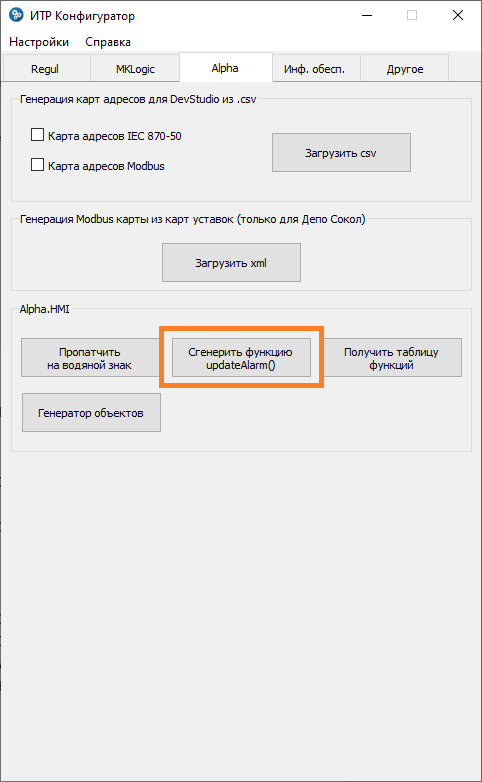 ИТР Конфигуратор
Настройки Справка
Regul MKLogic Alpha Инф. обесп. Другое
Генерация карт адресов для DevStudio из .csv
Карта адресов IEC 870-50
Загрузить csv
Карта адресов Modbus
Генерация Modbus карты из карт уставок (только для Депо Сокол)
Загрузить xml
Alpha.HMI
Пропатчить
на водяной знак
Сгенерить функцию
updateAlarm()
Получить таблицу
функций
Генератор объектов